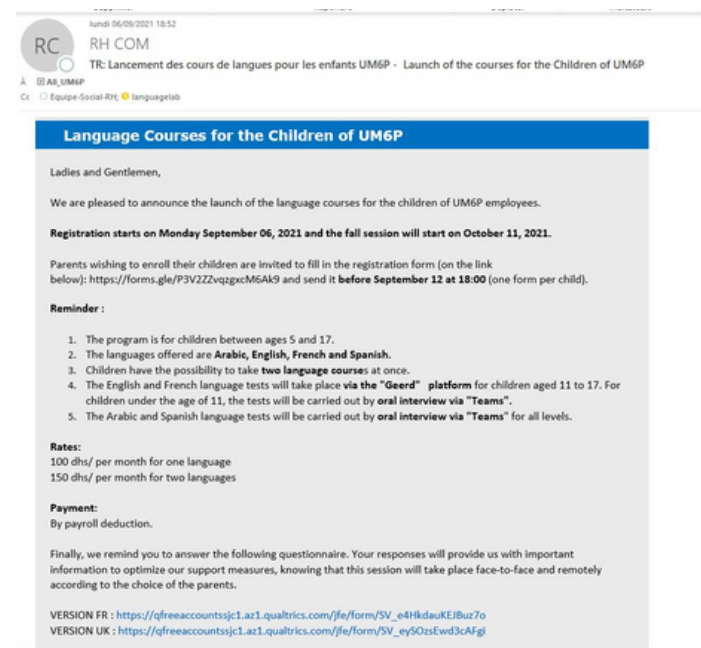 lundi 06/09/2021 18:52
RC
RH COM
TR: Lancement des cours de langues pour les enfants UM6P - Launch of the courses for the Children of UM6P
À All_UM6P
Cc Equipe-Social-RH; languagelab
Language Courses for the Children of UM6P
Ladies and Gentlemen,
We are pleased to announce the launch of the language courses for the children of UM6P employees.
Registration starts on Monday September 06, 2021 and the fall session will start on October 11, 2021.
Parents wishing to enroll their children are invited to fill in the registration form (on the link
below): https://forms.gle/P3V2ZZvqzgxcM6Ak9 and send it before September 12 at 18:00 (one form per child).
Reminder :
1. The program is for children between ages 5 and 17.
2. The languages offered are Arabic, English, French and Spanish.
3. Children have the possibility to take two language courses at once.
4. The English and French language tests will take place via the "Geerd" platform for children aged 11 to 17. For
children under the age of 11, the tests will be carried out by oral interview via "Teams".
5. The Arabic and Spanish language tests will be carried out by oral interview via "Teams" for all levels.
Rates:
100 dhs/ per month for one language
150 dhs/ per month for two languages
Payment:
By payroll deduction.
Finally, we remind you to answer the following questionnaire. Your responses will provide us with important
information to optimize our support measures, knowing that this session will take place face-to-face and remotely
according to the choice of the parents.
VERSION FR : https://qfreeaccountssjc1.az1.qualtrics.com/jfe/form/SV_e4HkdauKEJBuz7o
VERSION UK : https://qfreeaccountssjc1.az1.qualtrics.com/jfe/form/SV_eySOzsEwd3cAFgi